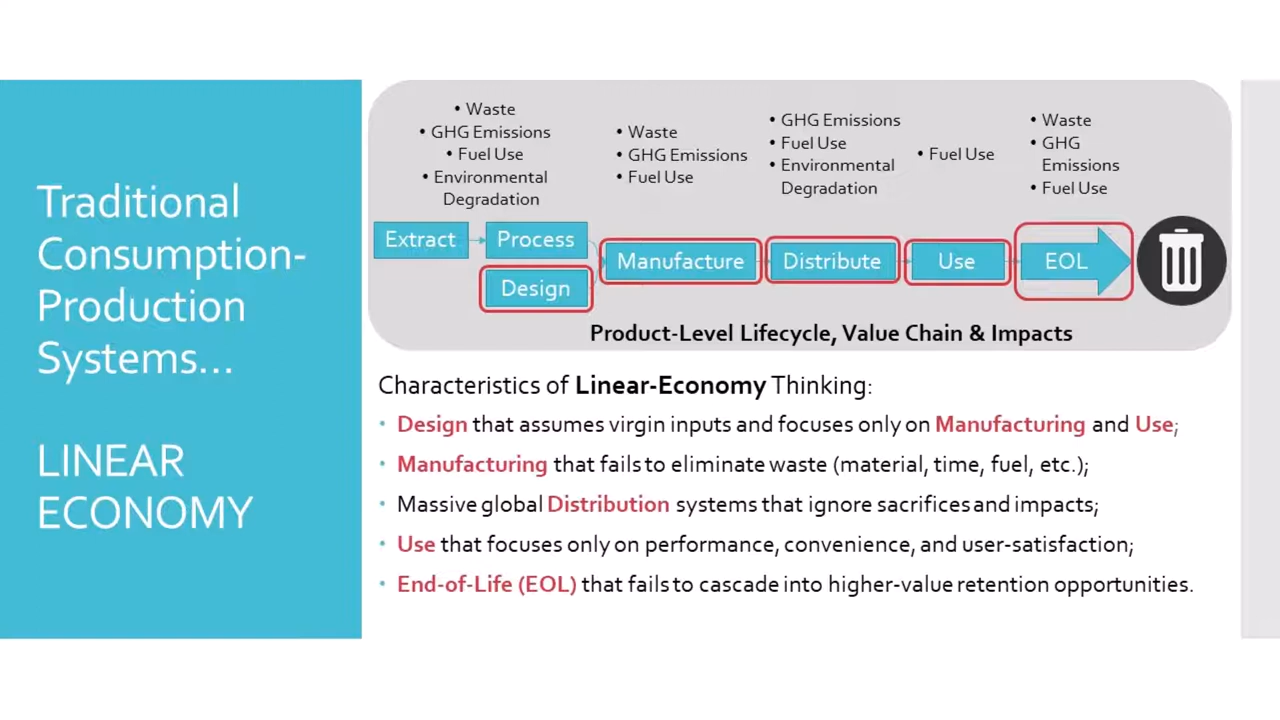 Traditional
Consumption-
Production
Systems...
LINEAR
ECONOMY
• Waste
• GHG Emissions
• Fuel Use
• Environmental
Degradation
• Waste
• GHG Emissions
• Fuel Use
• GHG Emissions
• Fuel Use
• Environmental
Degradation
• Fuel Use
• Waste
• GHG
Emissions
• Fuel Use
Extract
Process
Design
Manufacture
Distribute
Use
EOL
Product-Level Lifecycle, Value Chain & Impacts
Characteristics of Linear-Economy Thinking:
• Design that assumes virgin inputs and focuses only on Manufacturing and Use;
• Manufacturing that fails to eliminate waste (material, time, fuel, etc.);
• Massive global Distribution systems that ignore sacrifices and impacts;
• Use that focuses only on performance, convenience, and user-satisfaction;
• End-of-Life (EOL) that fails to cascade into higher-value retention opportunities.